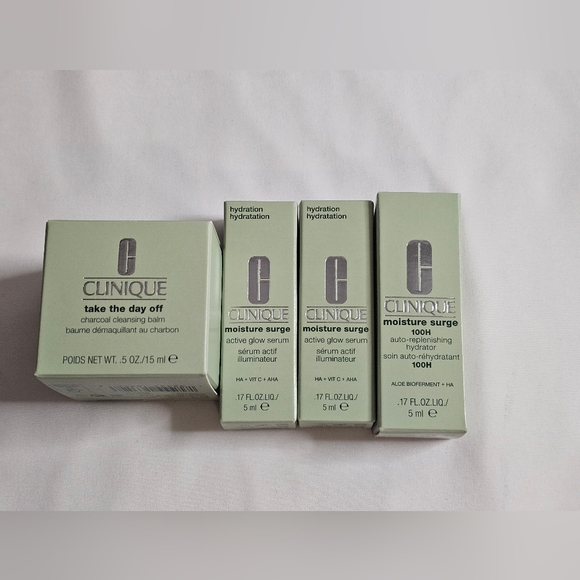 CLINIQUE
take the day off
charcoal cleansing balm
baume démaquillant au charbon
POIDS NET WT. .5 OZ./15 ml ℮
hydration
hydratation
CLINIQUE
moisture surge
active glow serum
sérum actif
illuminateur
HA + VIT C + AHA
.17 FL.OZ.LIQ./
5 ml ℮
hydration
hydratation
CLINIQUE
moisture surge
active glow serum
sérum actif
illuminateur
HA + VIT C + AHA
.17 FL.OZ.LIQ./
5 ml ℮
CLINIQUE
moisture surge
100H
auto-replenishing
hydrator
soin auto-réhydratant
100H
ALOE BIOFERMENT + HA
.17 FL.OZ.LIQ./
5 ml ℮